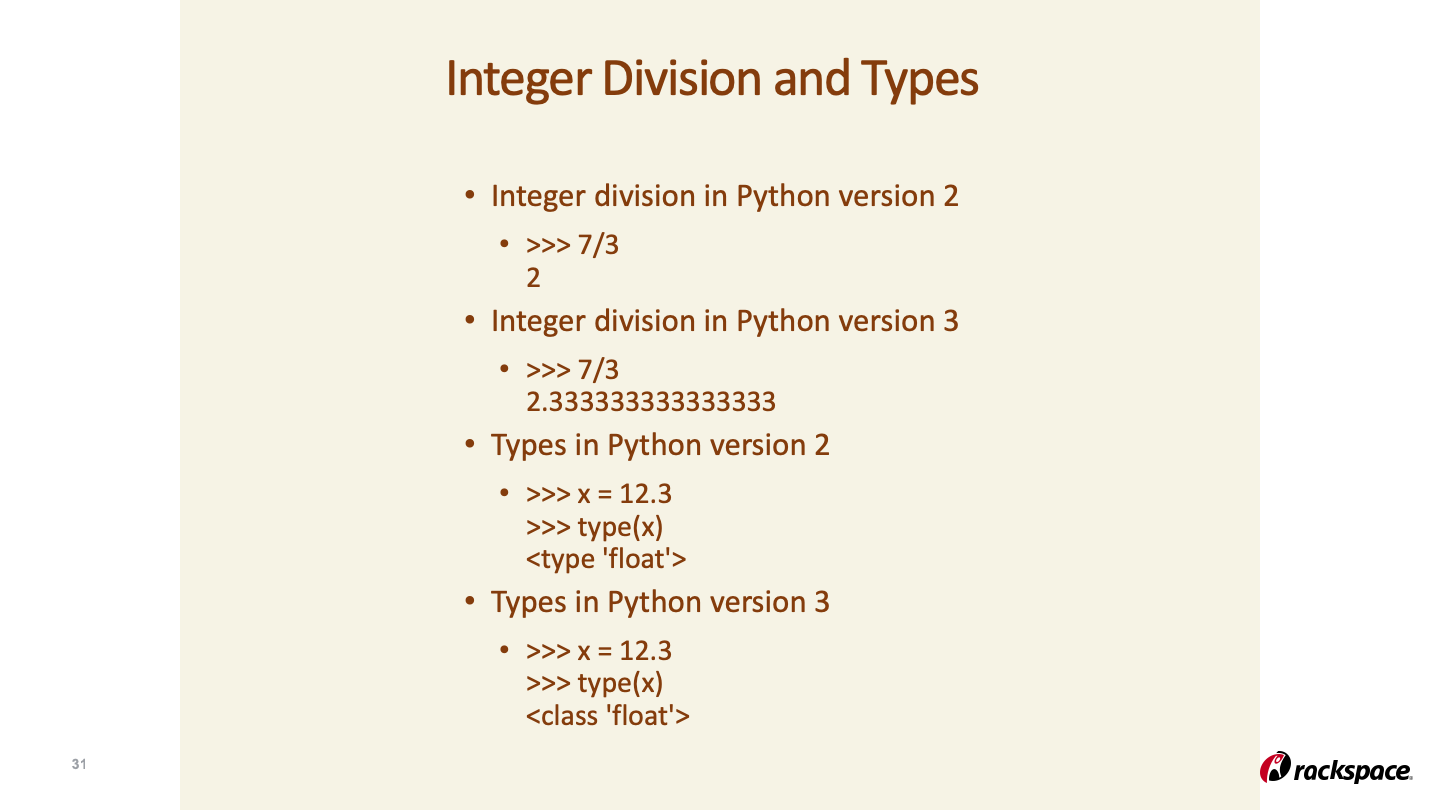 Integer Division and Types
• Integer division in Python version 2
• >>> 7/3
2
• Integer division in Python version 3
• >>> 7/3
2.333333333333333
• Types in Python version 2
• >>> x = 12.3
>>> type(x)
<type 'float'>
• Types in Python version 3
• >>> x = 12.3
>>> type(x)
<class 'float'>
31
rackspace.